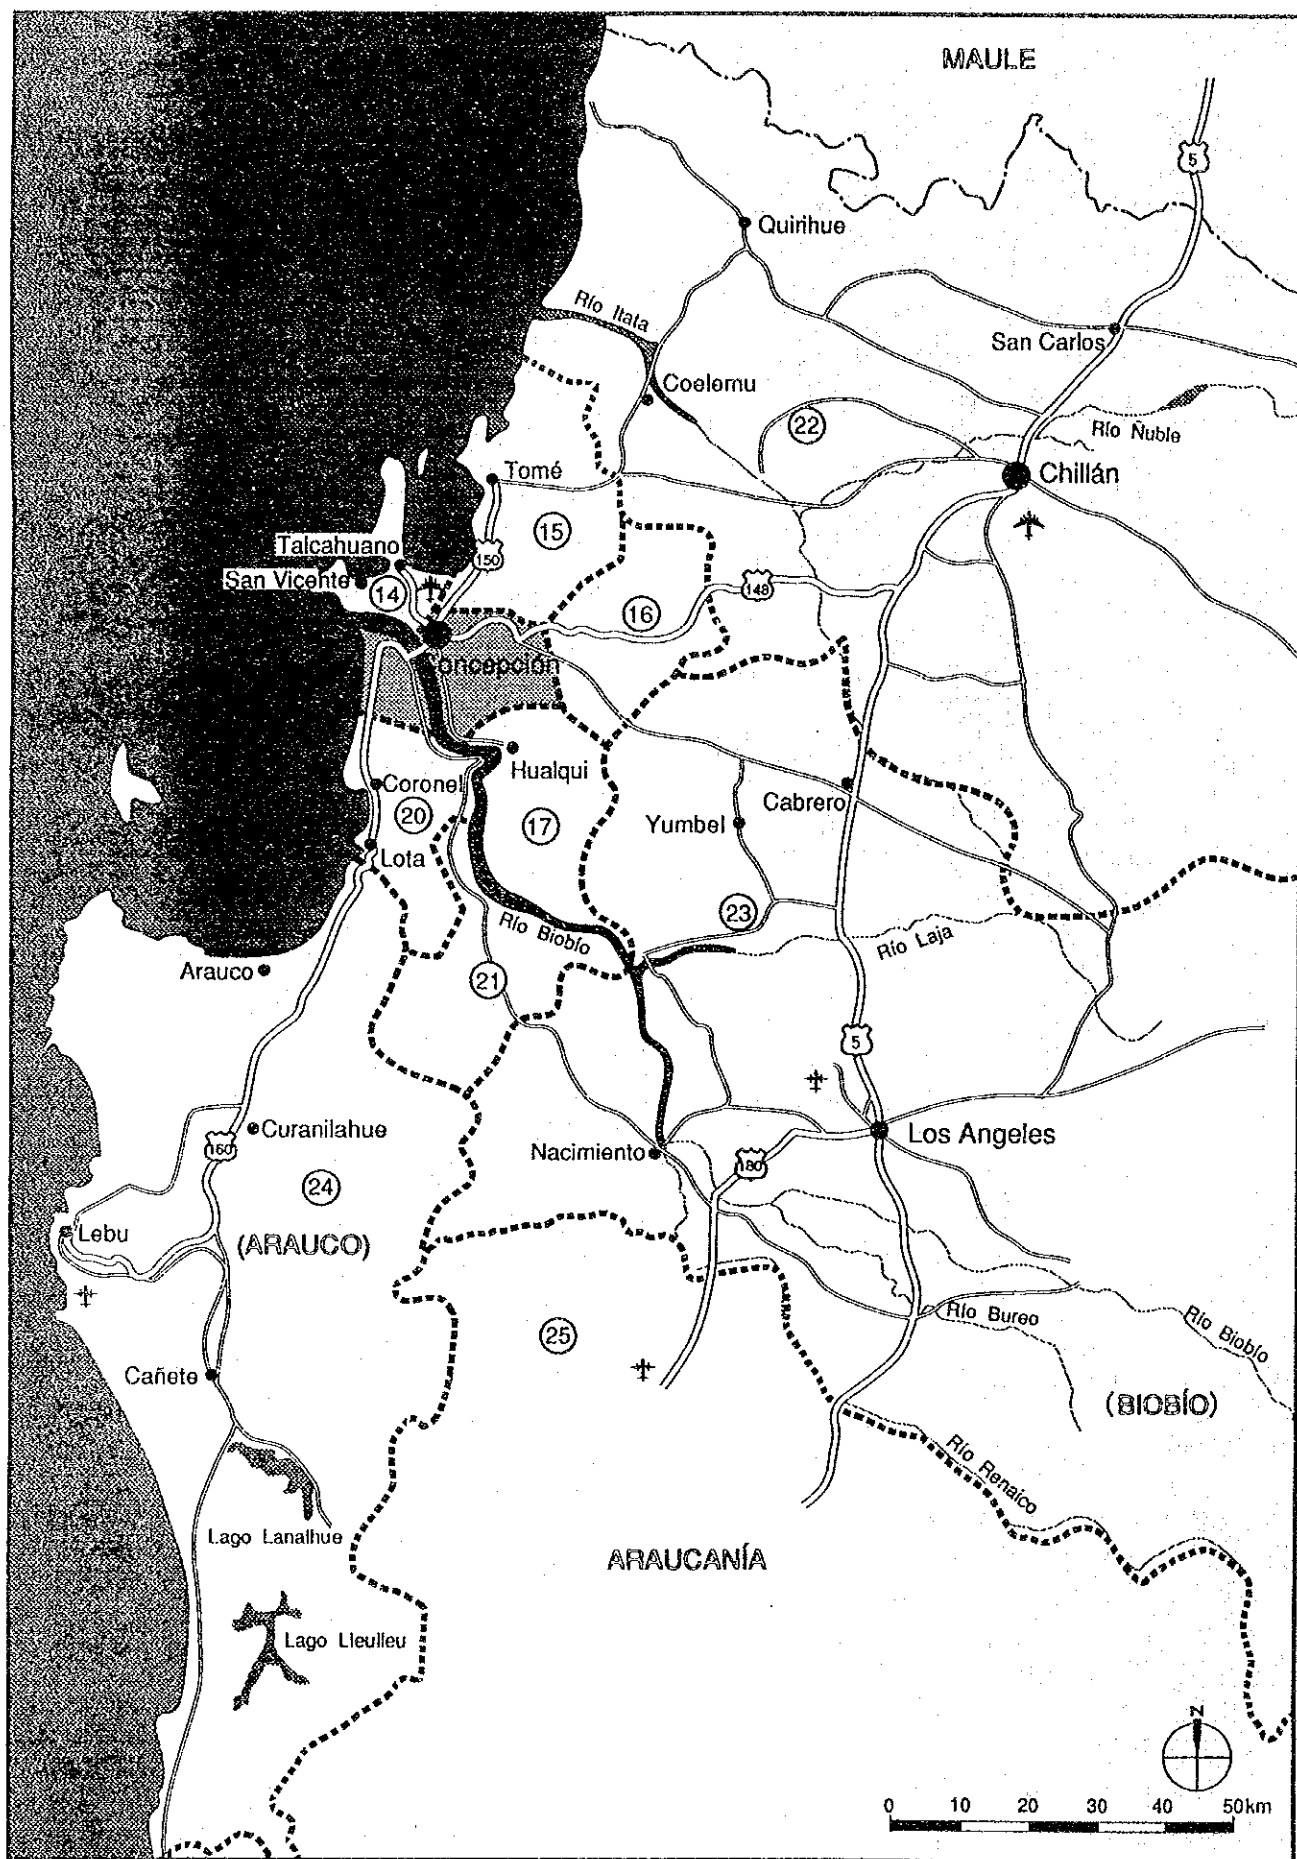 MAULE
5
Quirihue
Río Itata
San Carlos
Coelemu
22
Río Ñuble
Tomé
Chillán
15
Talcahuano
150
San Vicente
14
148
16
Concepción
Hualqui
Coronel
Cabrero
20
17
Yumbel
Lota
23
Río Biobío
Río Laja
Arauco
21
5
Curanilahue
Los Angeles
160
Nacimiento
180
24
Lebu
(ARAUCO)
Río Bureo
Río Biobío
25
Cañete
(BIOBÍO)
Río Renaico
Lago Lanalhue
ARAUCANÍA
Lago Lleulleu
N
0 10 20 30 40 50km